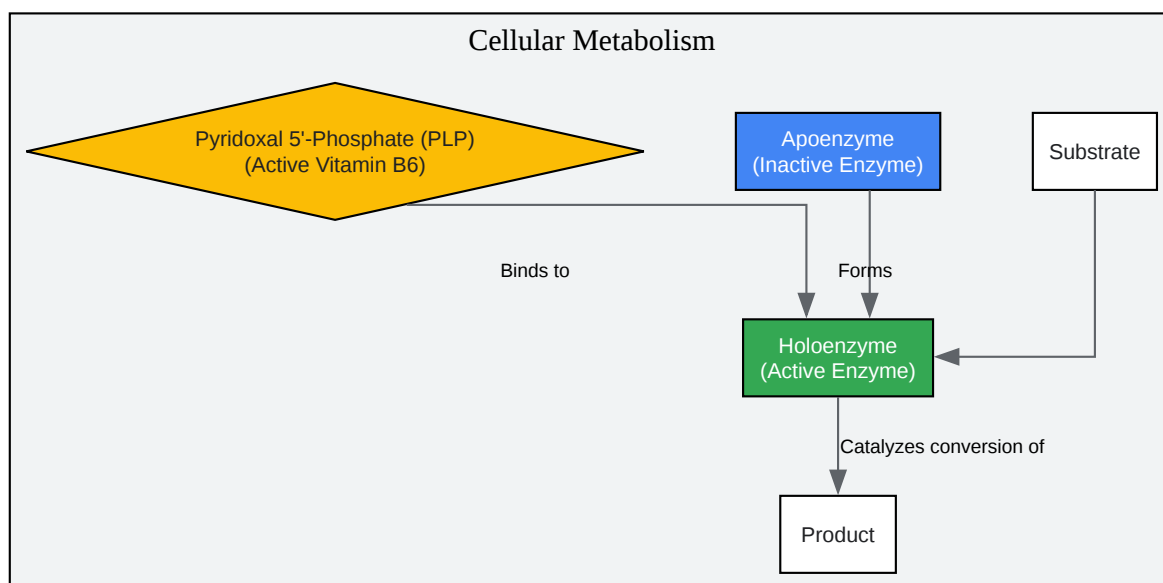 Cellular Metabolism
Pyridoxal 5'-Phosphate (PLP)
(Active Vitamin B6)
Apoenzyme
(Inactive Enzyme)
Substrate
Binds to
Forms
Holoenzyme
(Active Enzyme)
Catalyzes conversion of
Product